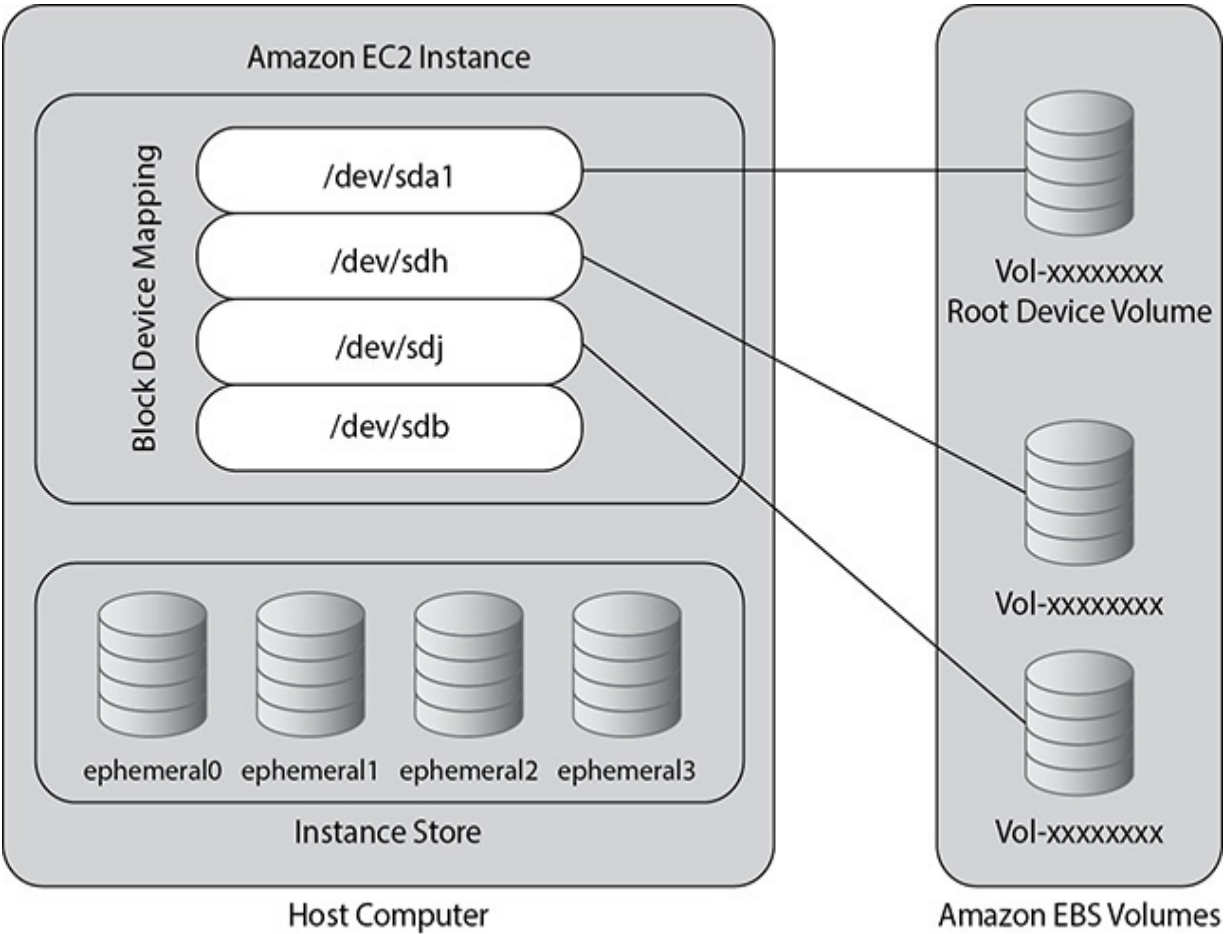 Amazon EC2 Instance
Block Device Mapping
/dev/sda1
/dev/sdh
/dev/sdj
/dev/sdb
ephemeral0
ephemeral1
ephemeral2
ephemeral3
Instance Store
Host Computer
Vol-xxxxxxxx
Root Device Volume
Vol-xxxxxxxx
Vol-xxxxxxxx
Amazon EBS Volumes